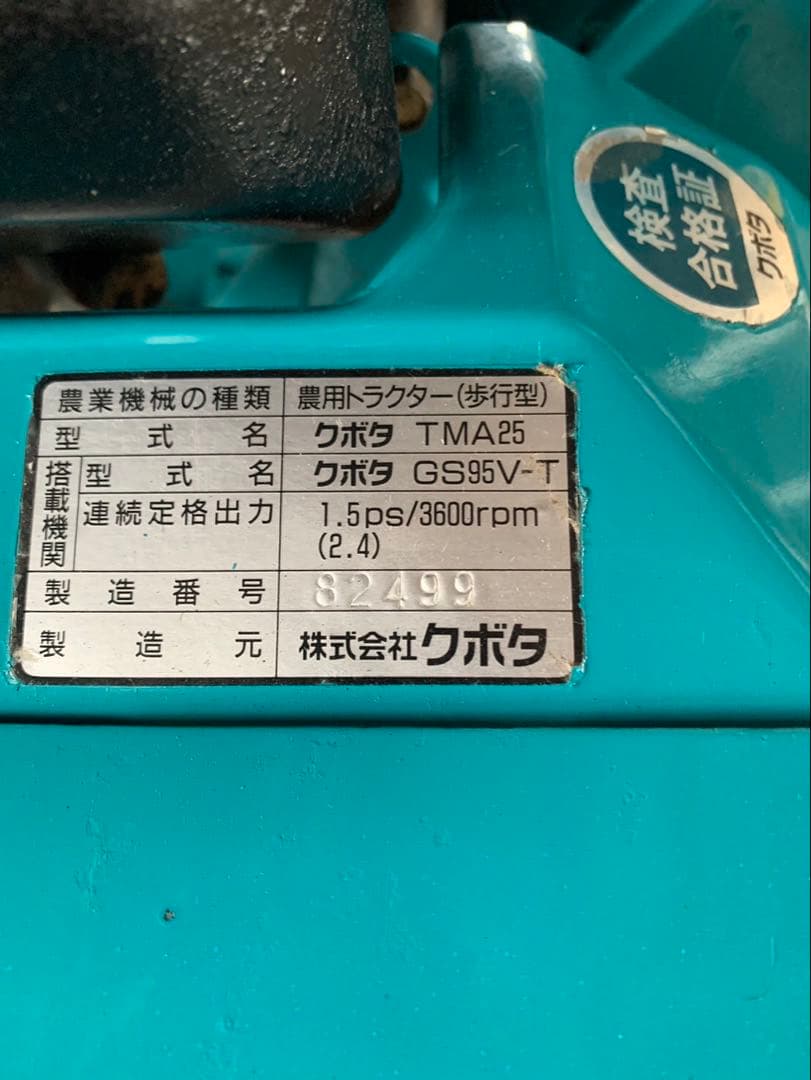 検査
合格証
クボタ
農業機械の種類 農用トラクター(歩行型)
型式名 クボタ TMA25
搭載機関 型式名 クボタ GS95V-T
連続定格出力 1.5ps/3600rpm
(2.4)
製造番号 82499
製造元 株式会社クボタ